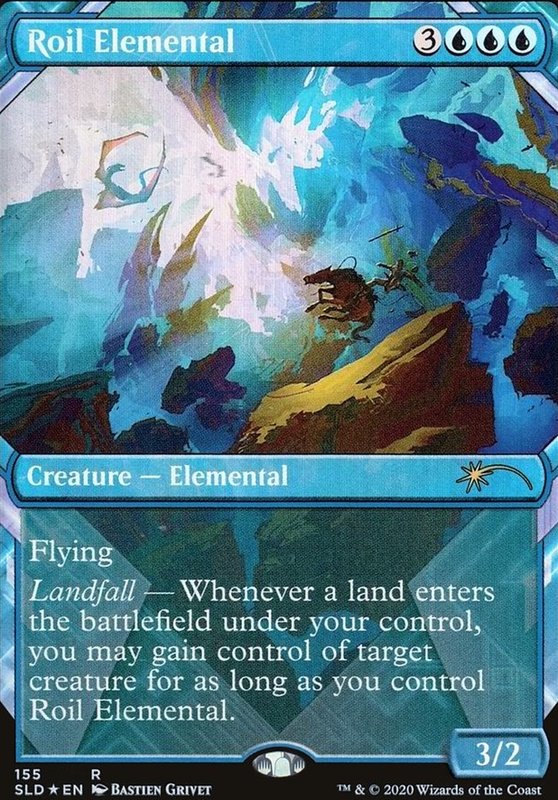 Roil Elemental 3
Creature — Elemental
Flying
Landfall — Whenever a land enters
the battlefield under your control,
you may gain control of target
creature for as long as you control
Roil Elemental.
3/2
155 R
SLD ★ EN Bastien Grivet
™ & © 2020 Wizards of the Coast